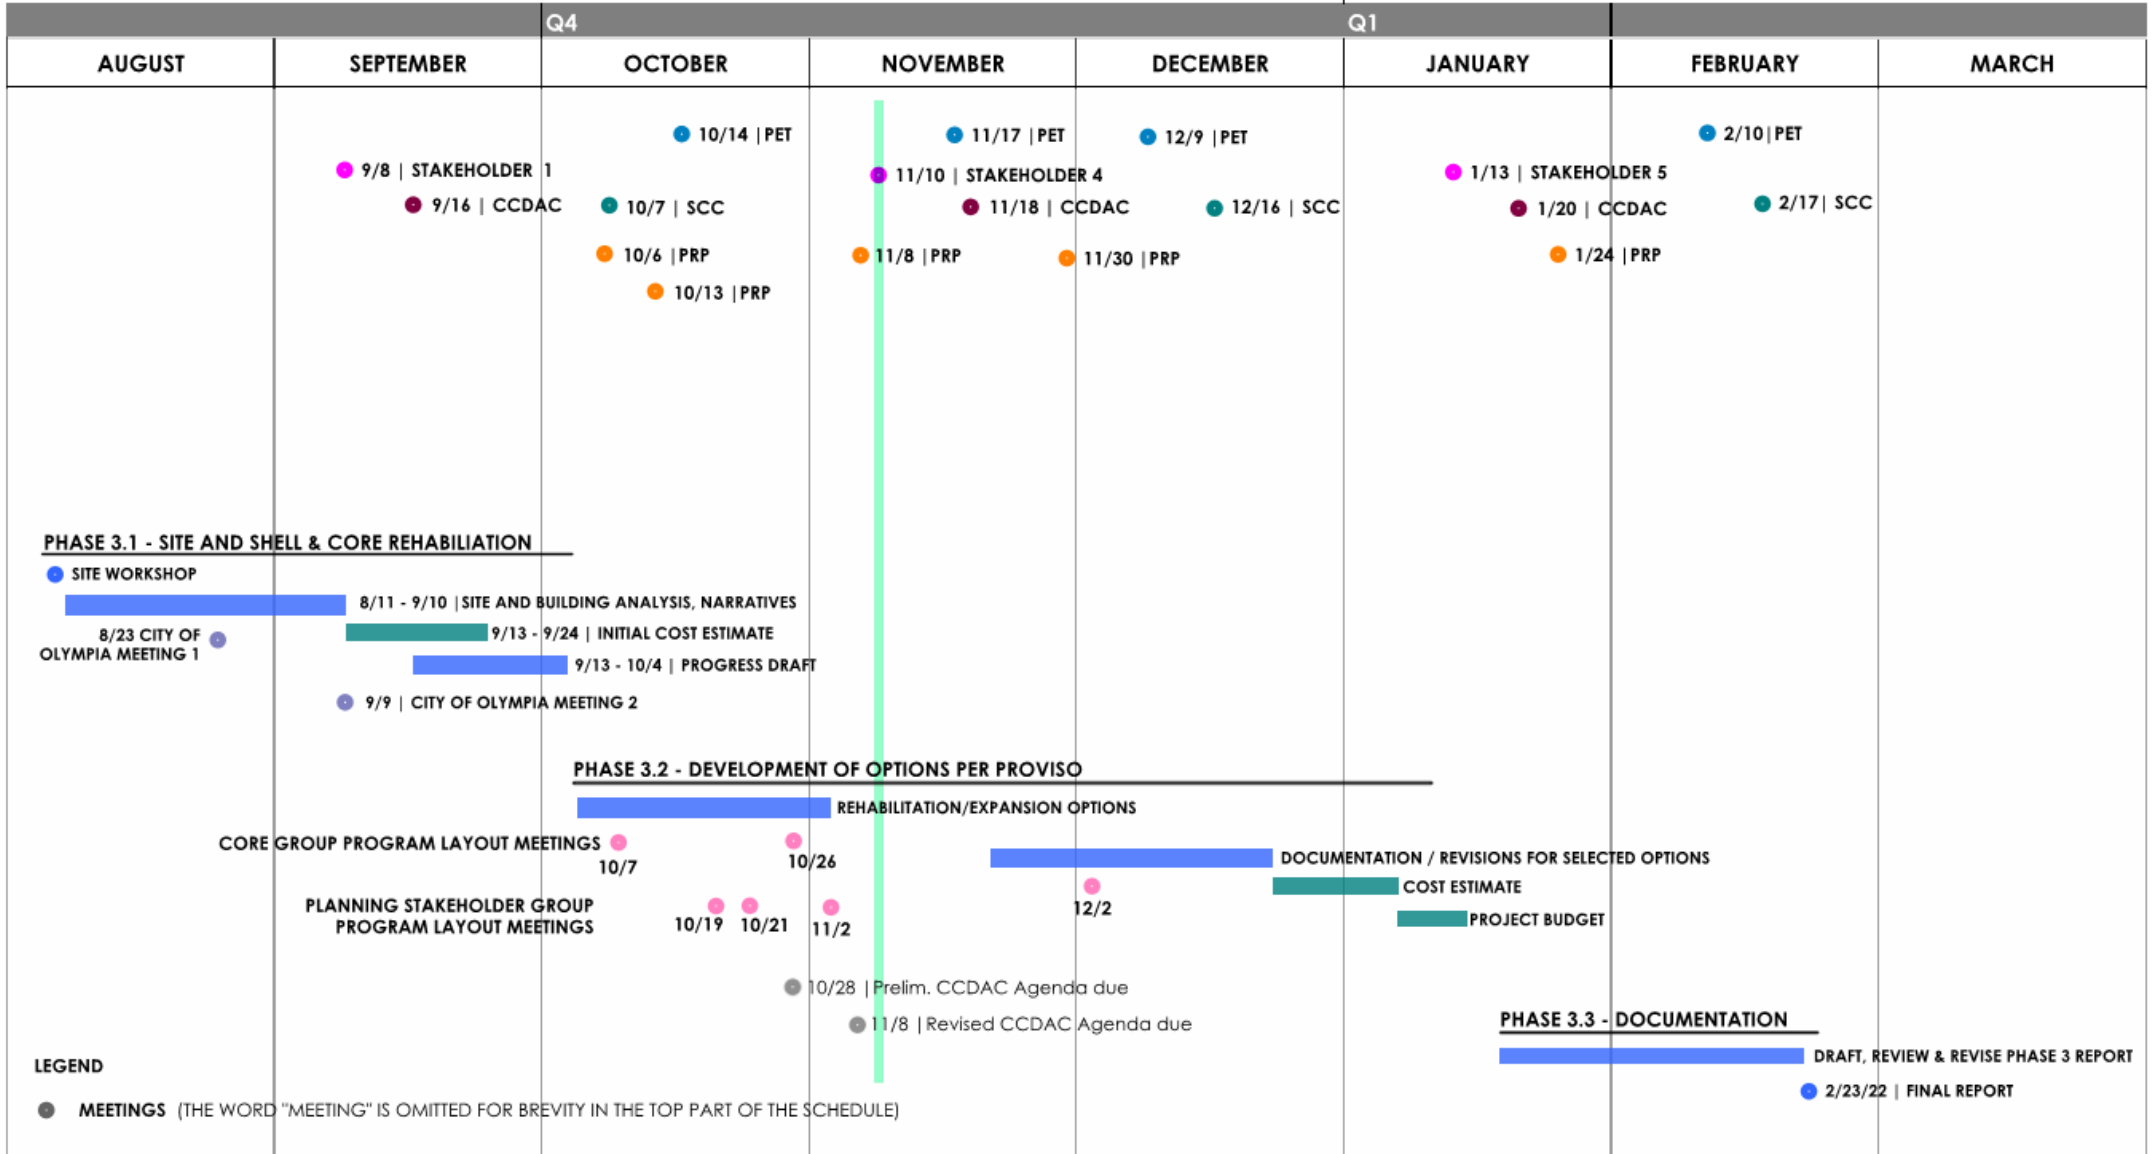 Q4
Q1
AUGUST
SEPTEMBER
OCTOBER
NOVEMBER
DECEMBER
JANUARY
FEBRUARY
MARCH
10/14 |PET
11/17 |PET
12/9 |PET
2/10|PET
9/8 | STAKEHOLDER 1
11/10 | STAKEHOLDER 4
1/13 | STAKEHOLDER 5
9/16 | CCDAC
10/7 | SCC
11/18 | CCDAC
12/16 | SCC
1/20 | CCDAC
2/17| SCC
10/6 |PRP
11/8 |PRP
11/30 |PRP
1/24 |PRP
10/13 |PRP
PHASE 3.1 - SITE AND SHELL & CORE REHABILIATION
SITE WORKSHOP
8/11 - 9/10 |SITE AND BUILDING ANALYSIS, NARRATIVES
8/23 CITY OF
OLYMPIA MEETING 1
9/13 - 9/24 | INITIAL COST ESTIMATE
9/13 - 10/4 | PROGRESS DRAFT
9/9 | CITY OF OLYMPIA MEETING 2
PHASE 3.2 - DEVELOPMENT OF OPTIONS PER PROVISO
REHABILITATION/EXPANSION OPTIONS
CORE GROUP PROGRAM LAYOUT MEETINGS
10/7
10/26
DOCUMENTATION / REVISIONS FOR SELECTED OPTIONS
COST ESTIMATE
12/2
PLANNING STAKEHOLDER GROUP
PROGRAM LAYOUT MEETINGS
10/19
10/21
11/2
PROJECT BUDGET
10/28 |Prelim. CCDAC Agenda due
11/8 |Revised CCDAC Agenda due
PHASE 3.3 - DOCUMENTATION
DRAFT, REVIEW & REVISE PHASE 3 REPORT
2/23/22 | FINAL REPORT
LEGEND
MEETINGS (THE WORD "MEETING" IS OMITTED FOR BREVITY IN THE TOP PART OF THE SCHEDULE)